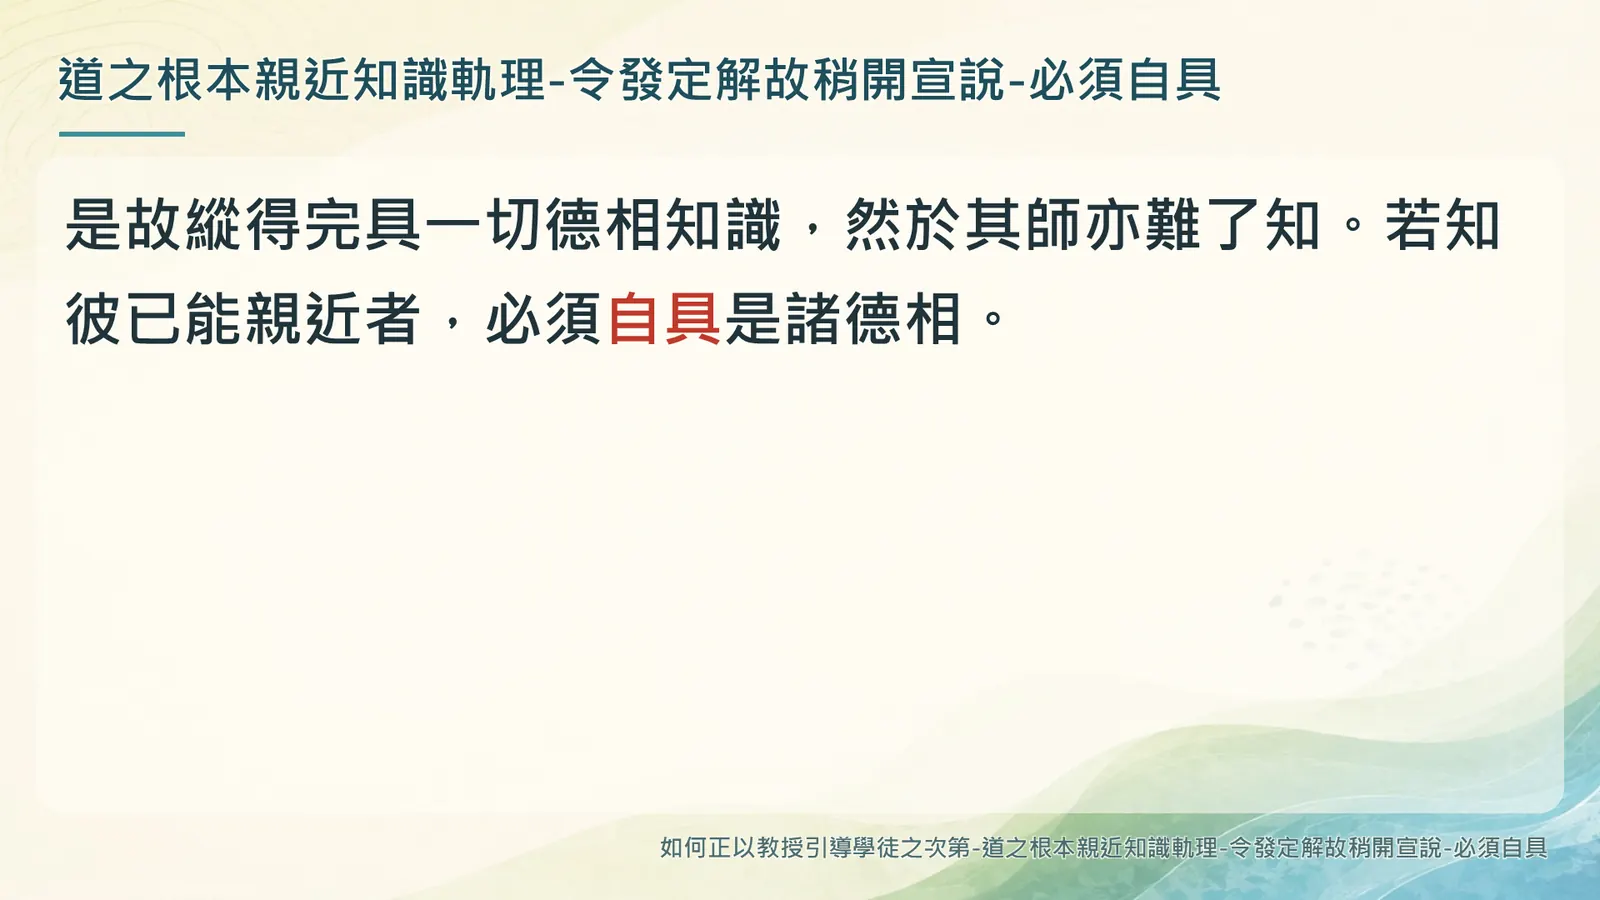 道之根本親近知識軌理-令發定解故稍開宣說-必須自具
是故縱得完具一切德相知識，然於其師亦難了知。若知
彼已能親近者，必須自具是諸德相。
如何正以教授引導學徒之次第-道之根本親近知識軌理-令發定解故稍開宣說-必須自具